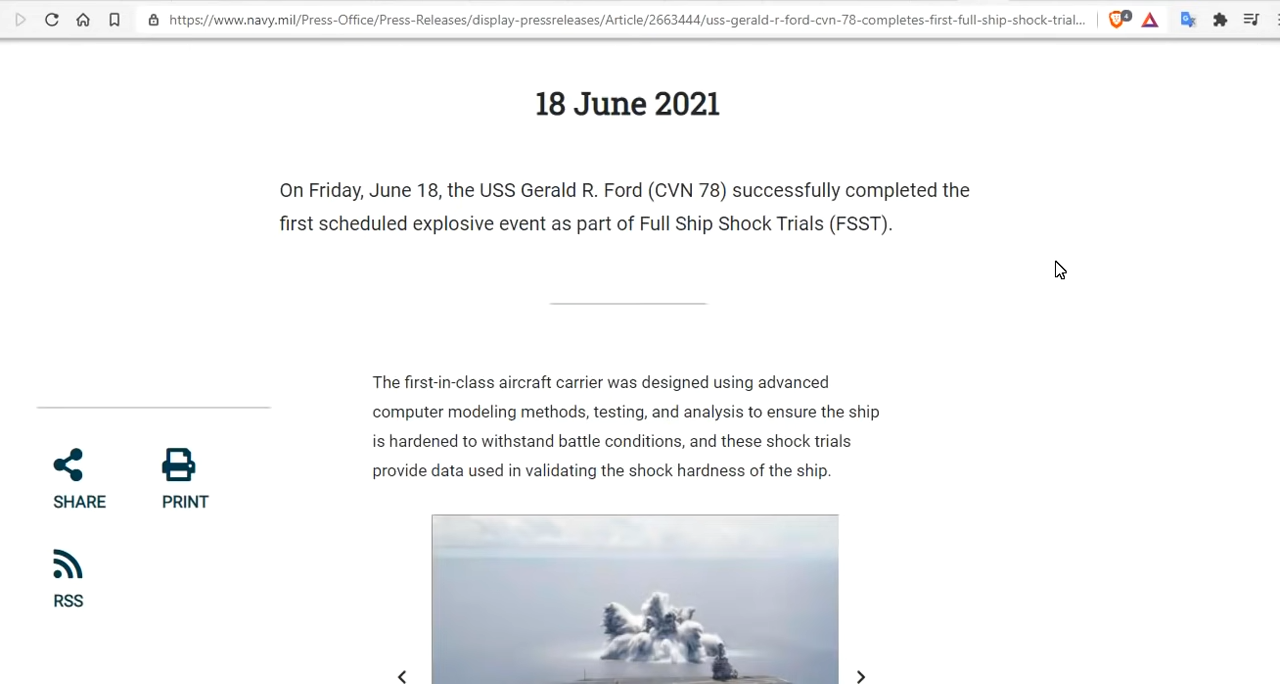 https://www.navy.mil/Press-Office/Press-Releases/display-pressreleases/Article/2663444/uss-gerald-r-ford-cvn-78-completes-first-full-ship-shock-trial...
4
18 June 2021
On Friday, June 18, the USS Gerald R. Ford (CVN 78) successfully completed the
first scheduled explosive event as part of Full Ship Shock Trials (FSST).
The first-in-class aircraft carrier was designed using advanced
computer modeling methods, testing, and analysis to ensure the ship
is hardened to withstand battle conditions, and these shock trials
provide data used in validating the shock hardness of the ship.
SHARE
PRINT
RSS